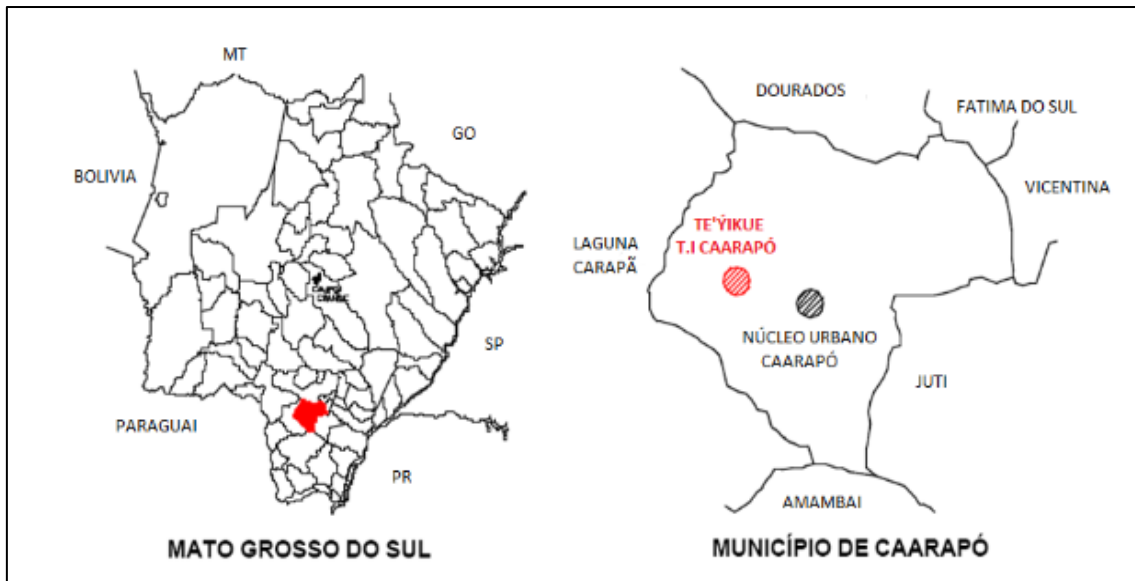 MT
GO
BOLIVIA
SP
PARAGUAI
PR
MATO GROSSO DO SUL
DOURADOS
FATIMA DO SUL
VICENTINA
TE'ÝIKUE
T.I CAARAPÓ
LAGUNA
CARAPÃ
NÚCLEO URBANO
CAARAPÓ
JUTI
AMAMBAI
MUNICÍPIO DE CAARAPÓ